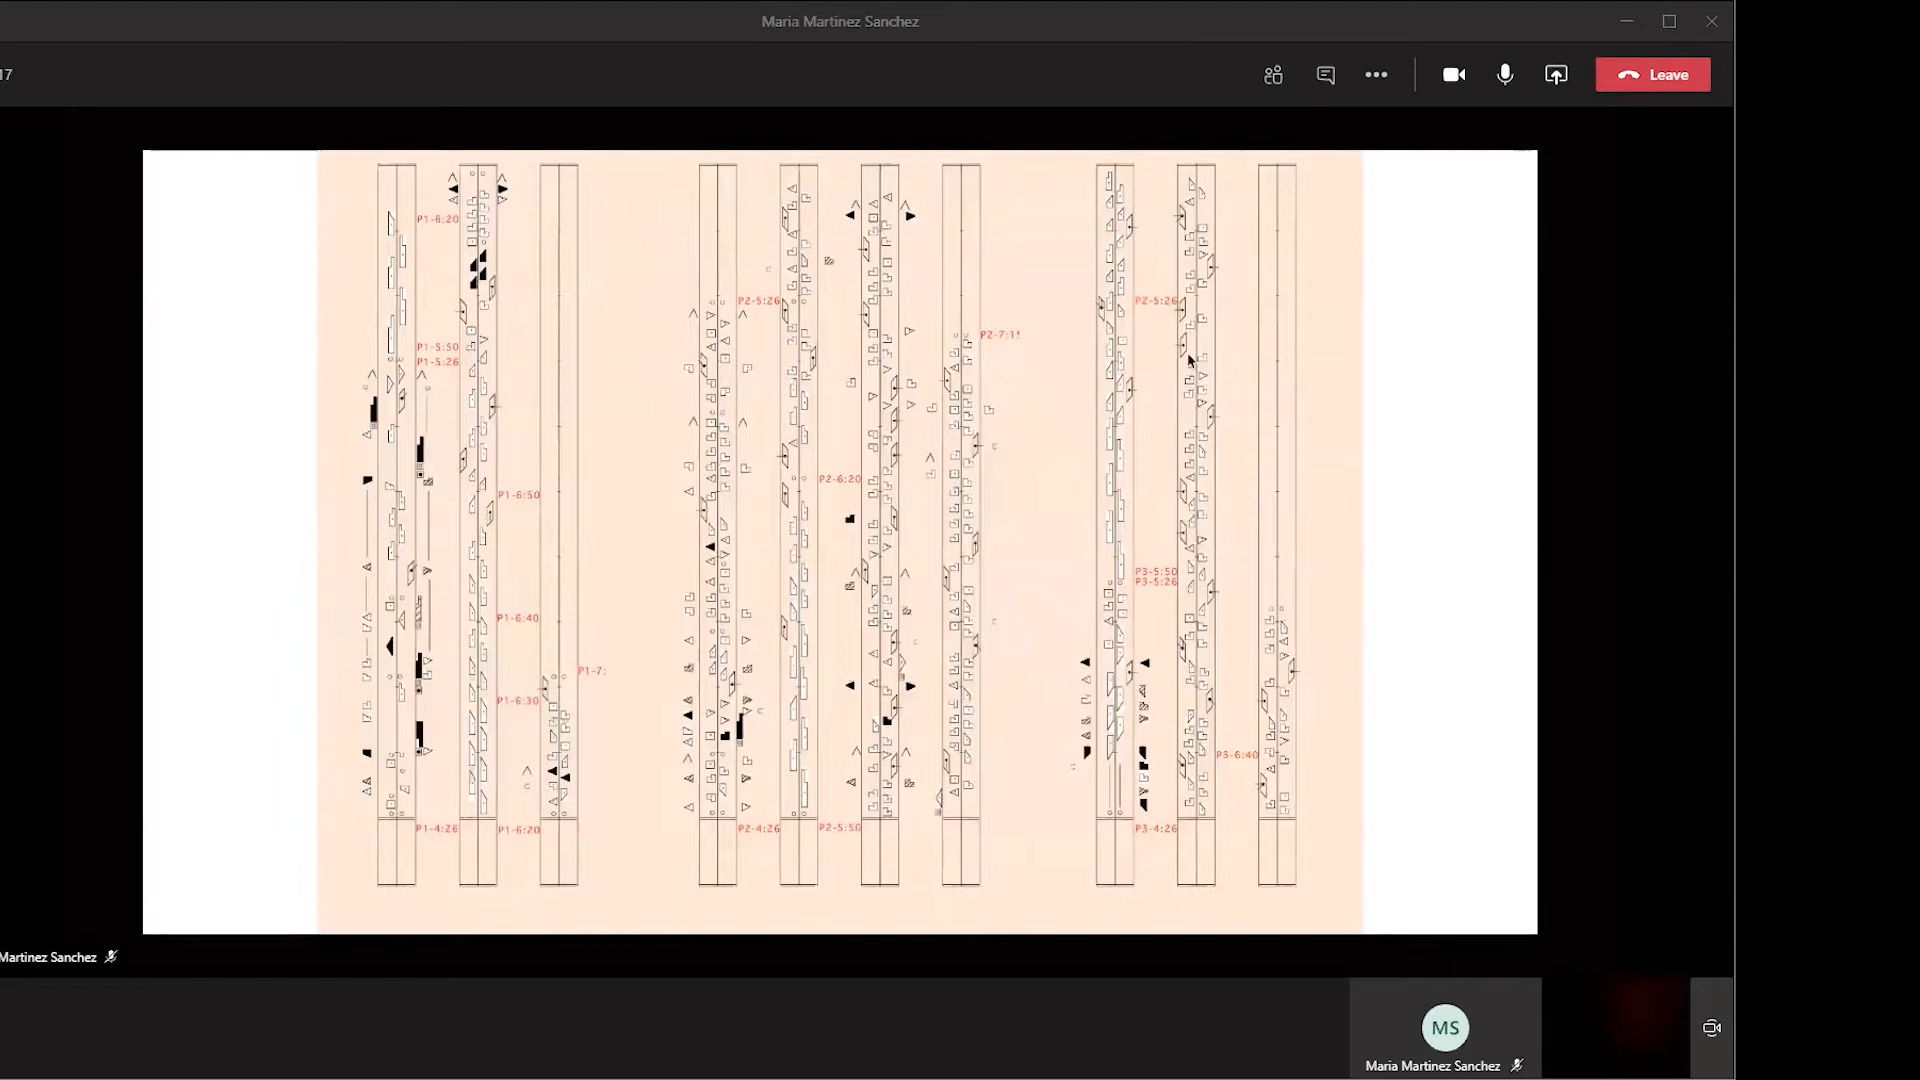 Maria Martinez Sanchez
17
Leave
P1-6:20
P1-5:50
P1-5:26
P1-6:50
P1-6:40
P1-7:
P1-6:30
P1-4:26
P1-6:20
P2-5:26
P2-7:1
P2-6:20
P2-4:26
P2-5:50
P2-5:26
P3-5:50
P3-5:26
P3-6:40
P3-4:26
Martinez Sanchez
MS
Maria Martinez Sanchez